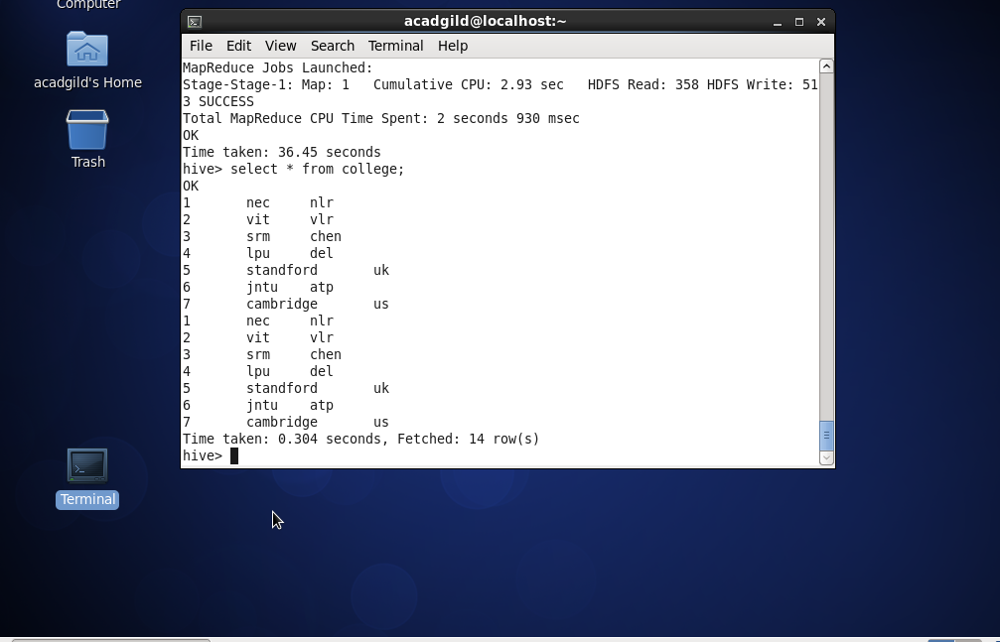 Computer
acadgild's Home
Trash
Terminal
acadgild@localhost:~
File Edit View Search Terminal Help
MapReduce Jobs Launched:
Stage-Stage-1: Map: 1   Cumulative CPU: 2.93 sec   HDFS Read: 358 HDFS Write: 51
3 SUCCESS
Total MapReduce CPU Time Spent: 2 seconds 930 msec
OK
Time taken: 36.45 seconds
hive> select * from college;
OK
1       nec     nlr
2       vit     vlr
3       srm     chen
4       lpu     del
5       standford       uk
6       jntu    atp
7       cambridge       us
1       nec     nlr
2       vit     vlr
3       srm     chen
4       lpu     del
5       standford       uk
6       jntu    atp
7       cambridge       us
Time taken: 0.304 seconds, Fetched: 14 row(s)
hive>